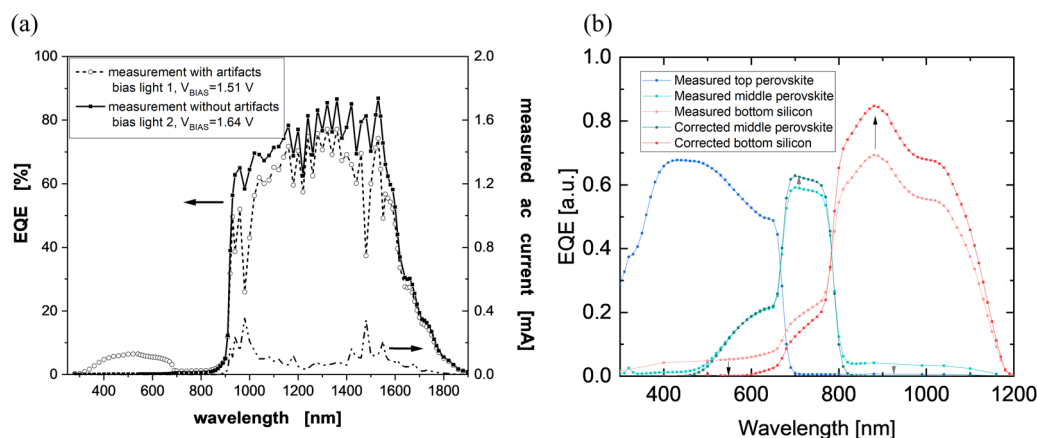 (a)
(b)
100
80
60
40
20
0
EQE [%]
2.0
1.6
1.2
0.8
0.4
0.0
measured ac current [mA]
measurement with artifacts
bias light 1, VBIAS=1.51 V
measurement without artifacts
bias light 2, VBIAS=1.64 V
400 600 800 1000 1200 1400 1600 1800
wavelength [nm]
1.0
0.8
0.6
0.4
0.2
0.0
EQE [a.u.]
Measured top perovskite
Measured middle perovskite
Measured bottom silicon
Corrected middle perovskite
Corrected bottom silicon
400 600 800 1000 1200
Wavelength [nm]